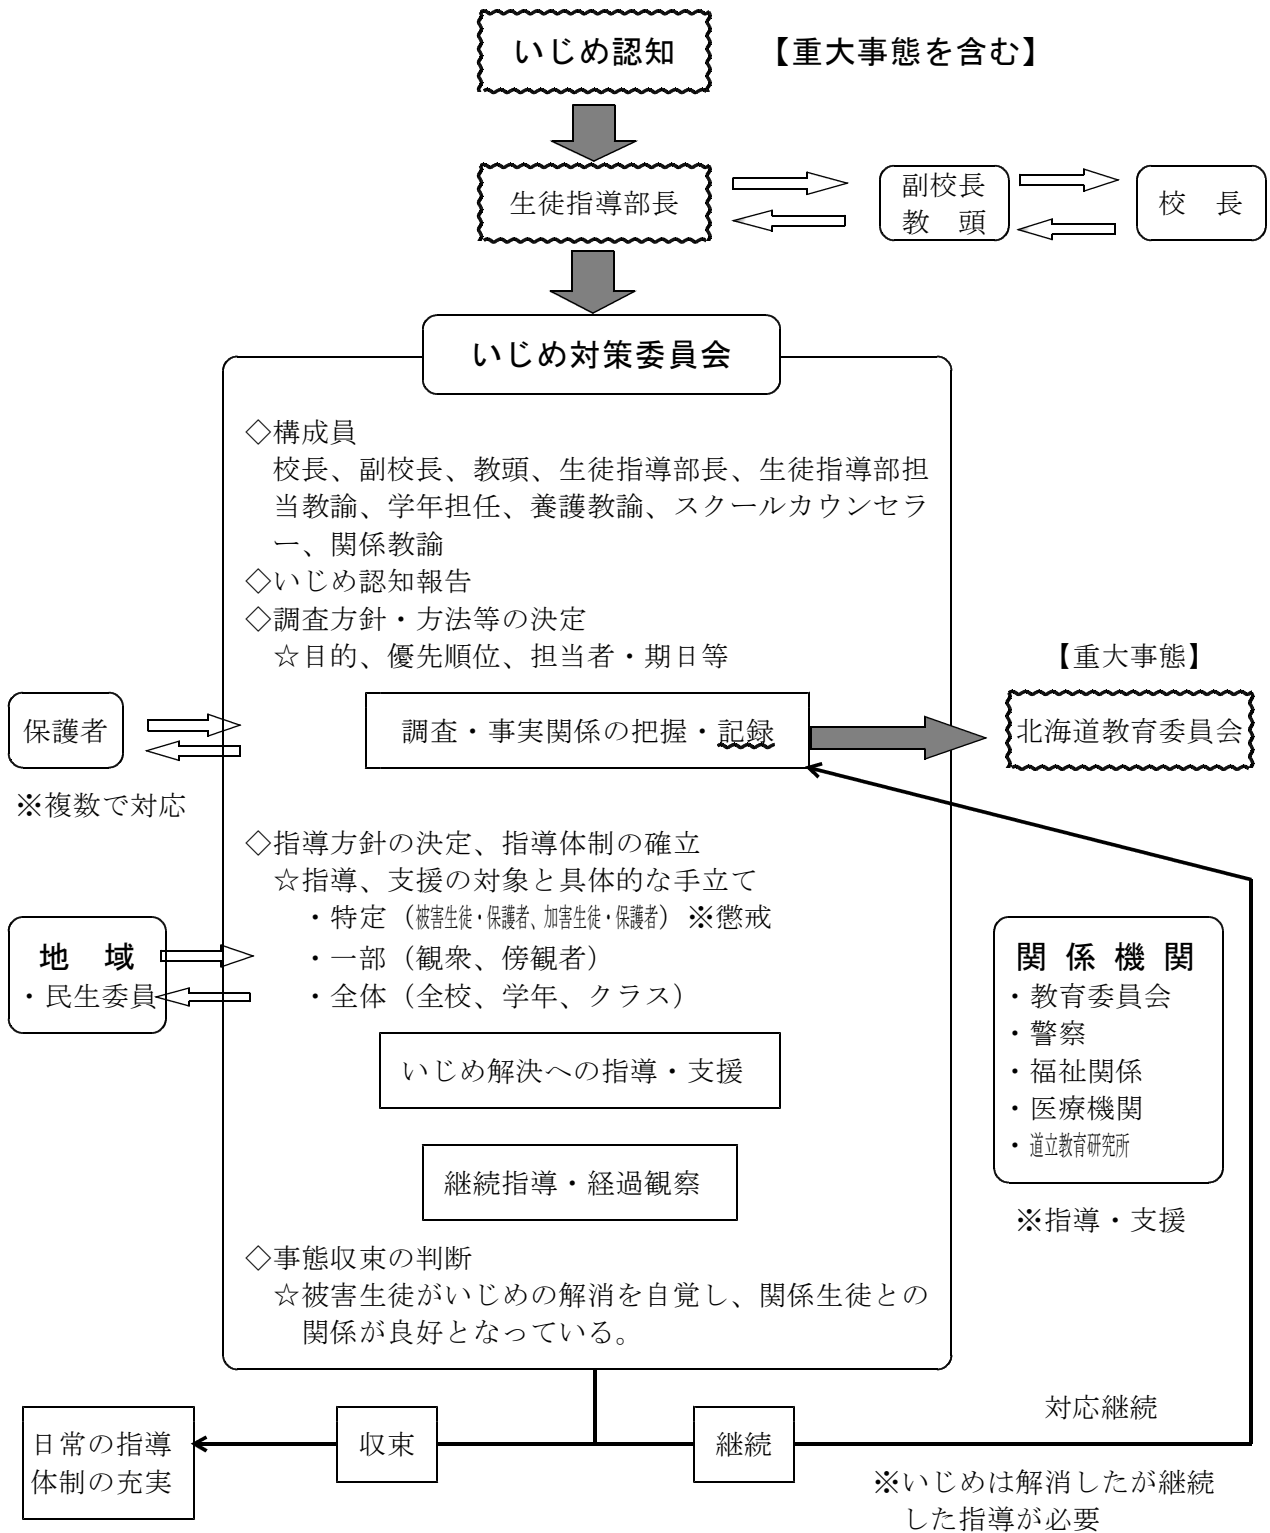 いじめ認知
【重大事態を含む】
生徒指導部長
副校長
教　頭
校　長
いじめ対策委員会
◇構成員
校長、副校長、教頭、生徒指導部長、生徒指導部担
当教諭、学年担任、養護教諭、スクールカウンセラ
ー、関係教諭
◇いじめ認知報告
◇調査方針・方法等の決定
☆目的、優先順位、担当者・期日等
【重大事態】
保護者
調査・事実関係の把握・記録
北海道教育委員会
※複数で対応
◇指導方針の決定、指導体制の確立
☆指導、支援の対象と具体的な手立て
・特定（被害生徒・保護者、加害生徒・保護者）※懲戒
・一部（観衆、傍観者）
・全体（全校、学年、クラス）
地　域
・民生委員
関係機関
・教育委員会
・警察
・福祉関係
・医療機関
・道立教育研究所
※指導・支援
いじめ解決への指導・支援
継続指導・経過観察
◇事態収束の判断
☆被害生徒がいじめの解消を自覚し、関係生徒との
関係が良好となっている。
日常の指導
体制の充実
収束
継続
対応継続
※いじめは解消したが継続
した指導が必要